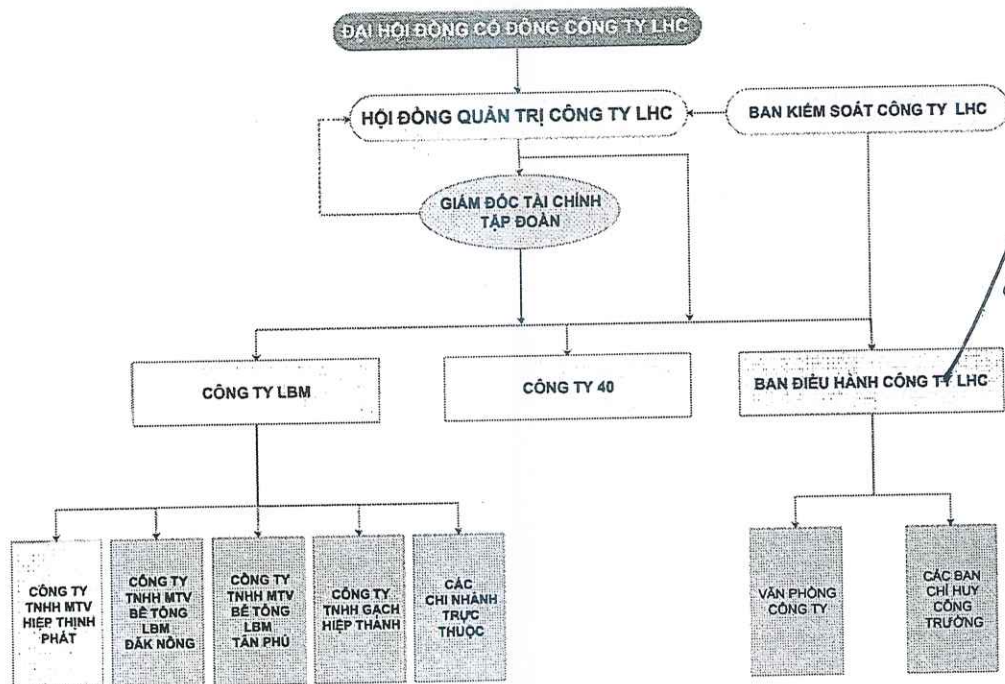 ĐẠI HỘI ĐỒNG CỔ ĐÔNG CÔNG TY LHC
HỘI ĐỒNG QUẢN TRỊ CÔNG TY LHC
BAN KIỂM SOÁT CÔNG TY LHC
GIÁM ĐỐC TÀI CHÍNH
TẬP ĐOÀN
CÔNG TY LBM
CÔNG TY 40
BAN ĐIỀU HÀNH CÔNG TY LHC
CÔNG TY
TNHH MTV
HIỆP THỊNH
PHÁT
CÔNG TY
TNHH MTV
BÊ TÔNG
LBM
ĐĂK NÔNG
CÔNG TY
TNHH MTV
BÊ TÔNG
LBM
TÂN PHÚ
CÔNG TY
TNHH GẠCH
HIỆP THÀNH
CÁC
CHI NHÁNH
TRỰC
THUỘC
VĂN PHÒNG
CÔNG TY
CÁC BAN
CHỈ HUY
CÔNG
TRƯỜNG